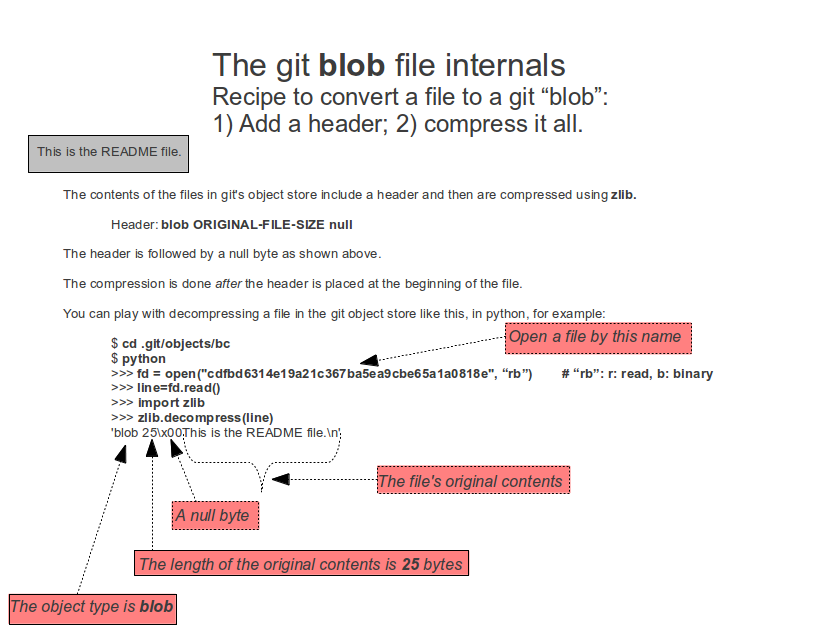 The git blob file internals
Recipe to convert a file to a git “blob”:
1) Add a header; 2) compress it all.
This is the README file.
The contents of the files in git's object store include a header and then are compressed using zlib.
Header: blob ORIGINAL-FILE-SIZE null
The header is followed by a null byte as shown above.
The compression is done after the header is placed at the beginning of the file.
You can play with decompressing a file in the git object store like this, in python, for example:
Open a file by this name
$ cd .git/objects/bc
$ python
>>> fd = open("cdfbd6314e19a21c367ba5ea9cbe65a1a0818e", “rb”) # “rb”: r: read, b: binary
>>> line=fd.read()
>>> import zlib
>>> zlib.decompress(line)
'blob 25\x00This is the README file.\n'
The file's original contents
A null byte
The length of the original contents is 25 bytes
The object type is blob